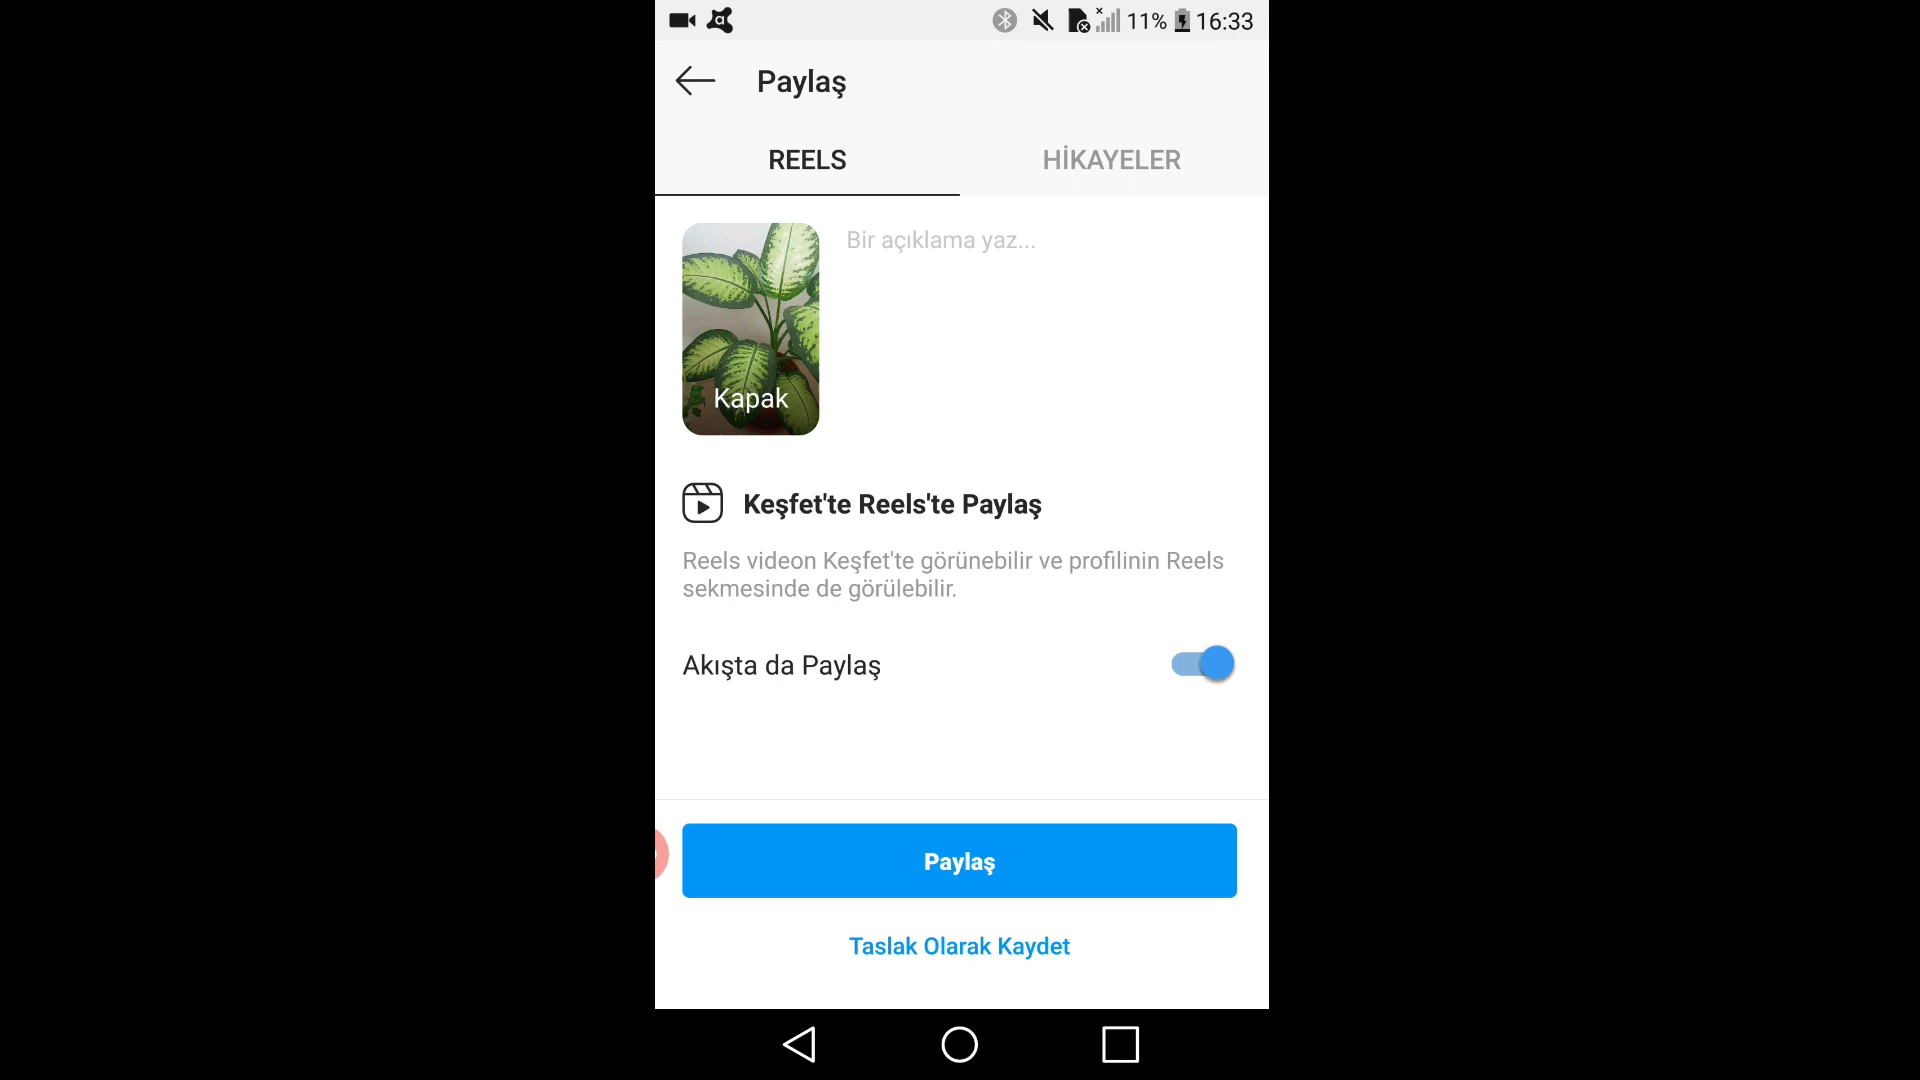 11% 16:33
Paylaş
REELS HİKAYELER
Bir açıklama yaz...
Kapak
Keşfet'te Reels'te Paylaş
Reels videon Keşfet'te görünebilir ve profilinin Reels
sekmesinde de görülebilir.
Akışta da Paylaş
Paylaş
Taslak Olarak Kaydet